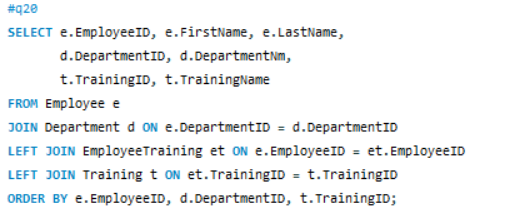 #q20
SELECT e.EmployeeID, e.FirstName, e.LastName,
d.DepartmentID, d.DepartmentNm,
t.TrainingID, t.TrainingName
FROM Employee e
JOIN Department d ON e.DepartmentID = d.DepartmentID
LEFT JOIN EmployeeTraining et ON e.EmployeeID = et.EmployeeID
LEFT JOIN Training t ON et.TrainingID = t.TrainingID
ORDER BY e.EmployeeID, d.DepartmentID, t.TrainingID;